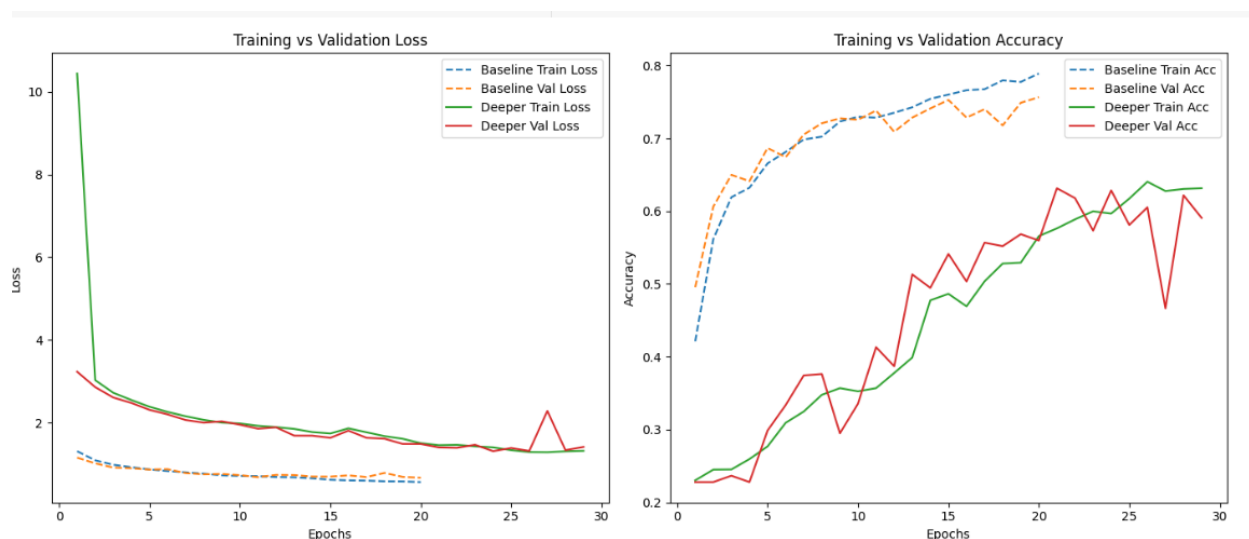 Training vs Validation Loss
Baseline Train Loss
Baseline Val Loss
Deeper Train Loss
Deeper Val Loss
10
8
6
4
2
Loss
0
5
10
15
20
25
30
Epochs
Training vs Validation Accuracy
Baseline Train Acc
Baseline Val Acc
Deeper Train Acc
Deeper Val Acc
0.8
0.7
0.6
0.5
0.4
0.3
0.2
Accuracy
0
5
10
15
20
25
30
Epochs